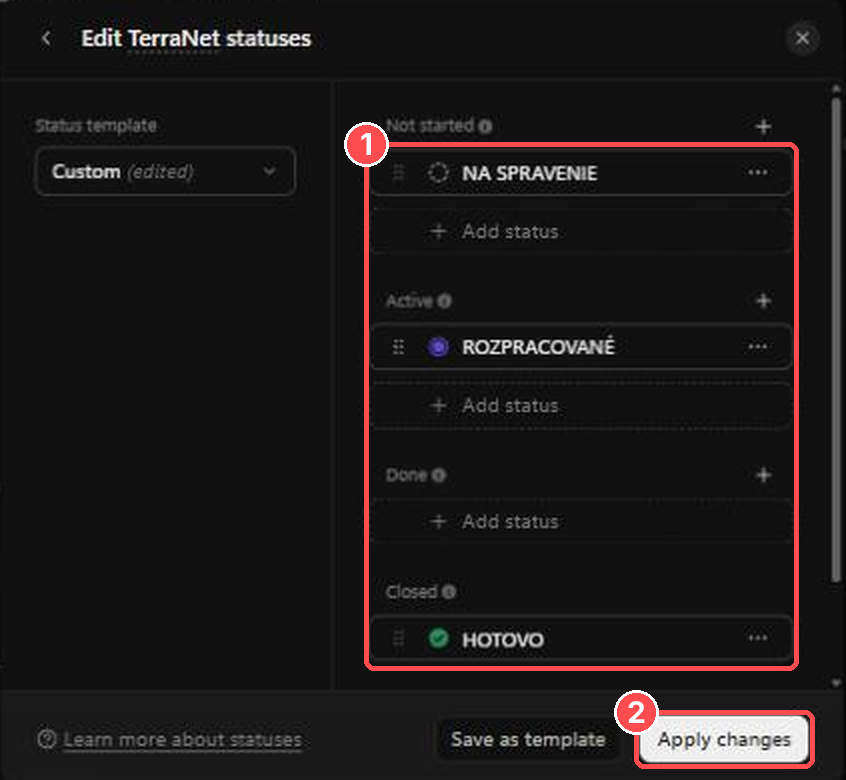 Edit TerraNet statuses
Status template
Custom (edited)
1
Not started
NA SPRAVENIE
Add status
Active
ROZPRACOVANÉ
Add status
Done
Add status
Closed
HOTOVO
Learn more about statuses
Save as template
2
Apply changes